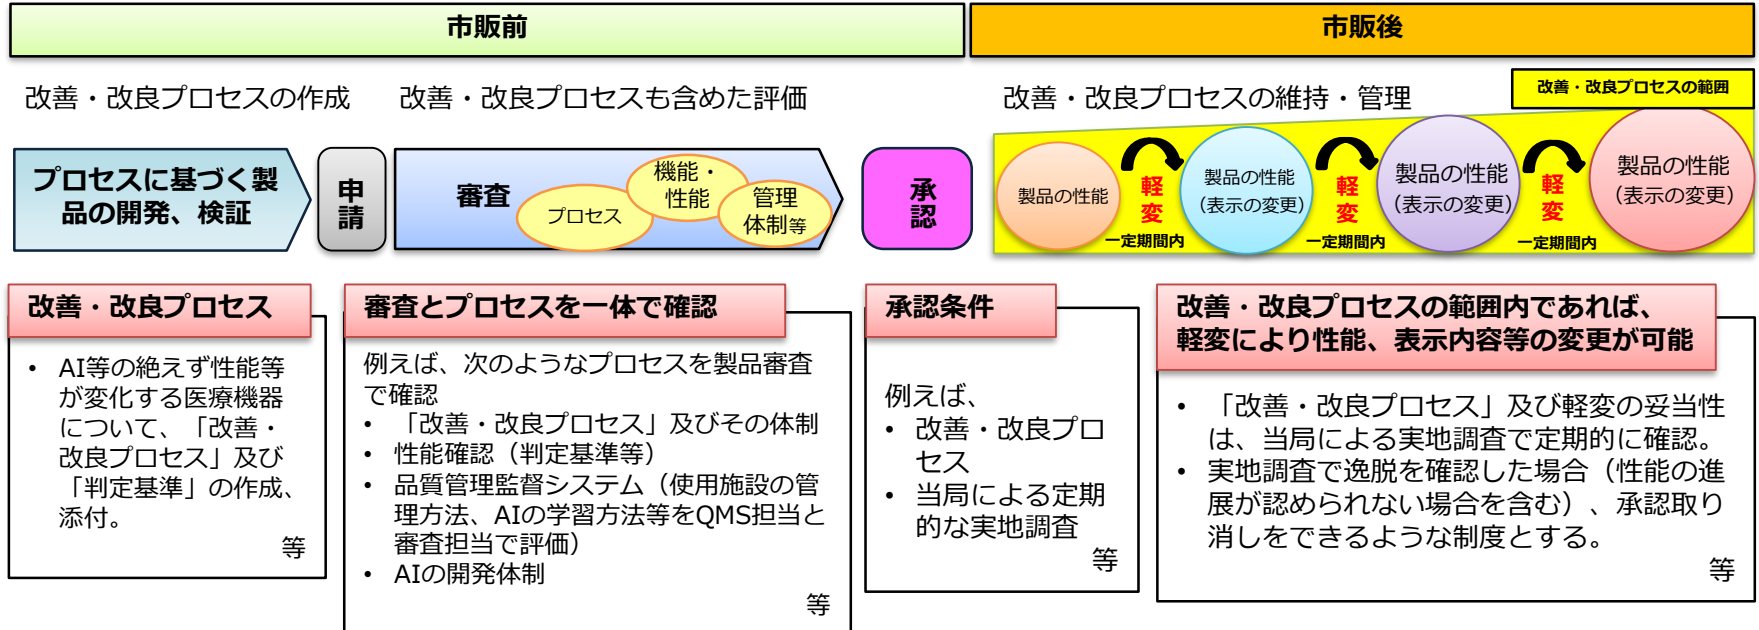 市販前
市販後
改善・改良プロセスの作成
改善・改良プロセスも含めた評価
改善・改良プロセスの維持・管理
改善・改良プロセスの範囲
プロセスに基づく製
品の開発、検証
申
請
審査
プロセス
機能・
性能
管理
体制等
承
認
製品の性能
軽
変
一定期間内
製品の性能
（表示の変更）
軽
変
一定期間内
製品の性能
（表示の変更）
軽
変
一定期間内
製品の性能
（表示の変更）
改善・改良プロセス
• AI等の絶えず性能等
が変化する医療機器
について、「改善・
改良プロセス」及び
「判定基準」の作成、
添付。
等
審査とプロセスを一体で確認
例えば、次のようなプロセスを製品審査
で確認
• 「改善・改良プロセス」及びその体制
• 性能確認（判定基準等）
• 品質管理監督システム（使用施設の管
理方法、AIの学習方法等をQMS担当と
審査担当で評価）
• AIの開発体制
等
承認条件
例えば、
• 改善・改良プロ
セス
• 当局による定期
的な実地調査
等
改善・改良プロセスの範囲内であれば、
軽変により性能、表示内容等の変更が可能
• 「改善・改良プロセス」及び軽変の妥当性
は、当局による実地調査で定期的に確認。
• 実地調査で逸脱を確認した場合（性能の進
展が認められない場合を含む）、承認取り
消しをできるような制度とする。
等